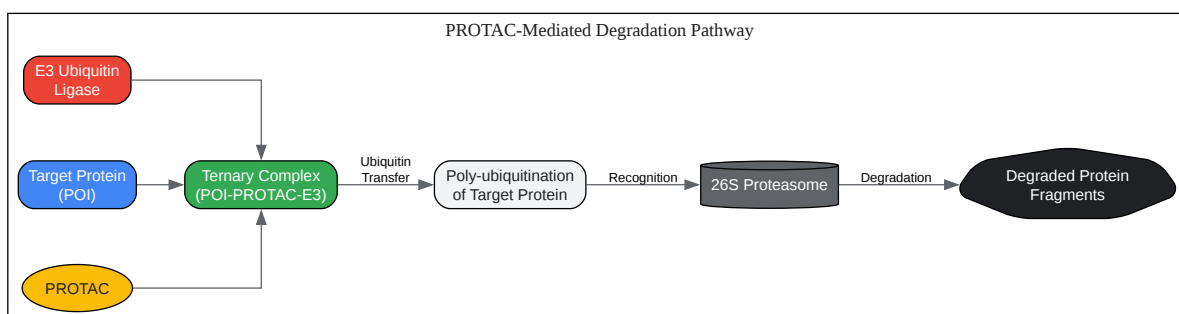 PROTAC-Mediated Degradation Pathway
E3 Ubiquitin
Ligase
Target Protein
(POI)
PROTAC
Ternary Complex
(POI-PROTAC-E3)
Ubiquitin
Transfer
Poly-ubiquitination
of Target Protein
Recognition
26S Proteasome
Degradation
Degraded Protein
Fragments